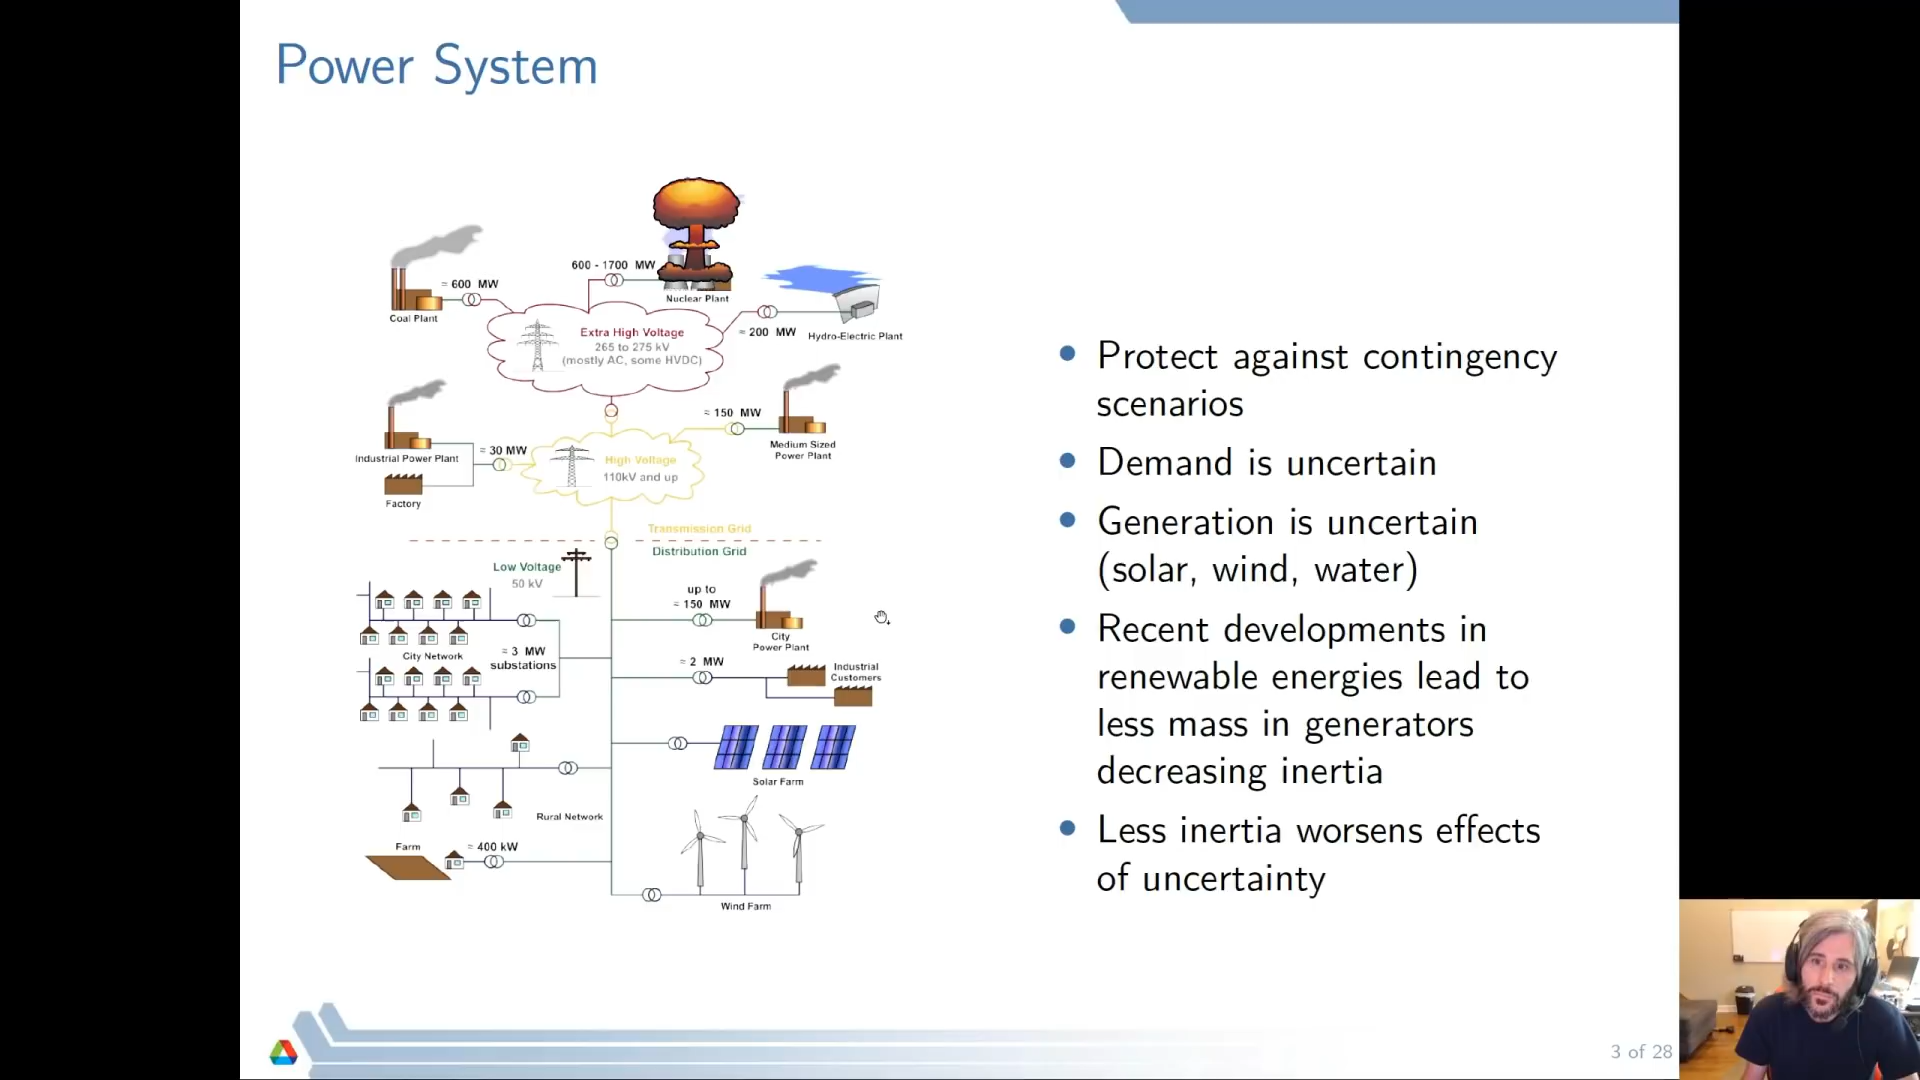 Power System
600 - 1700 MW
≈ 600 MW
Nuclear Plant
Coal Plant
Extra High Voltage
265 to 275 kV
(mostly AC, some HVDC)
≈ 200 MW
Hydro-Electric Plant
≈ 150 MW
Medium Sized
Power Plant
Industrial Power Plant
≈ 30 MW
High Voltage
110kV and up
Factory
Transmission Grid
Distribution Grid
Low Voltage
50 kV
up to
≈ 150 MW
City
Power Plant
City Network
≈ 3 MW
substations
≈ 2 MW
Industrial
Customers
Solar Farm
Rural Network
Farm
≈ 400 kW
Wind Farm
• Protect against contingency
scenarios
• Demand is uncertain
• Generation is uncertain
(solar, wind, water)
• Recent developments in
renewable energies lead to
less mass in generators
decreasing inertia
• Less inertia worsens effects
of uncertainty
3 of 28